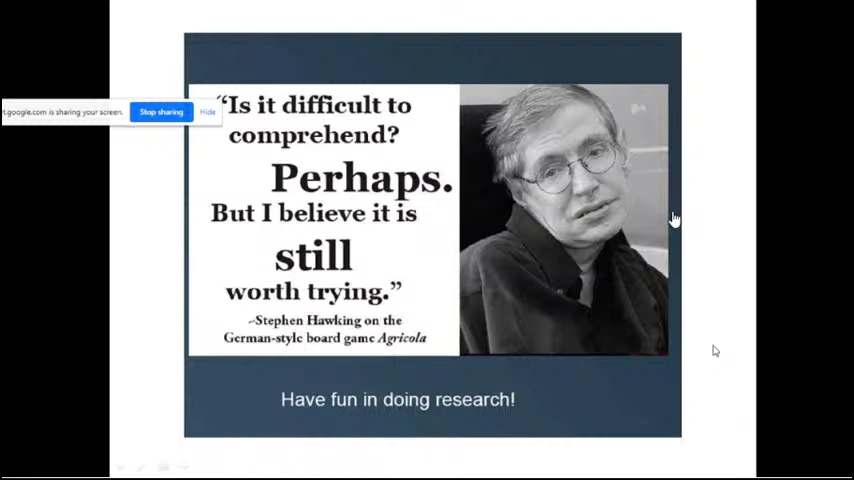 "Is it difficult to
comprehend?
Perhaps.
But I believe it is
still
worth trying."
~Stephen Hawking on the
German-style board game Agricola
Have fun in doing research!
t.google.com is sharing your screen.
Stop sharing
Hide